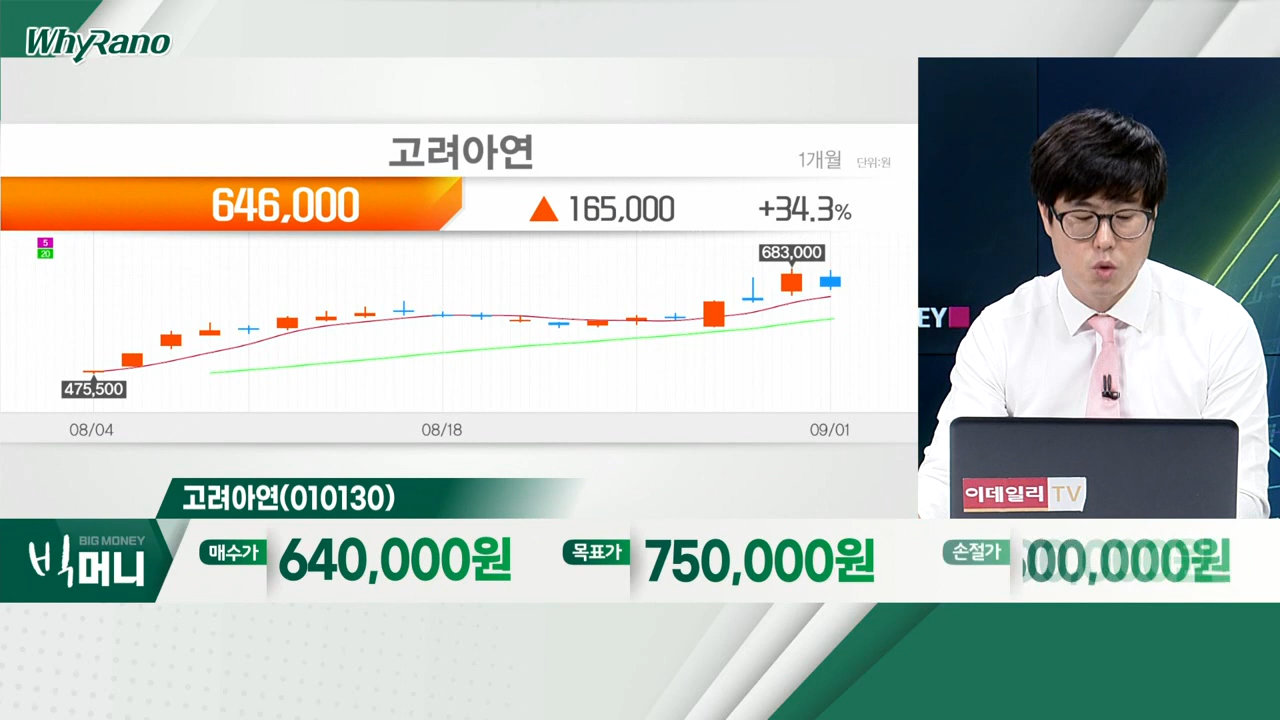 WhyRano
고려아연
1개월 단위:원
646,000 ▲ 165,000 +34.3%
5
20
683,000
475,500
08/04 08/18 09/01
EY
이데일리TV
고려아연(010130)
BIG MONEY
빅머니
매수가 640,000원 목표가 750,000원 손절가